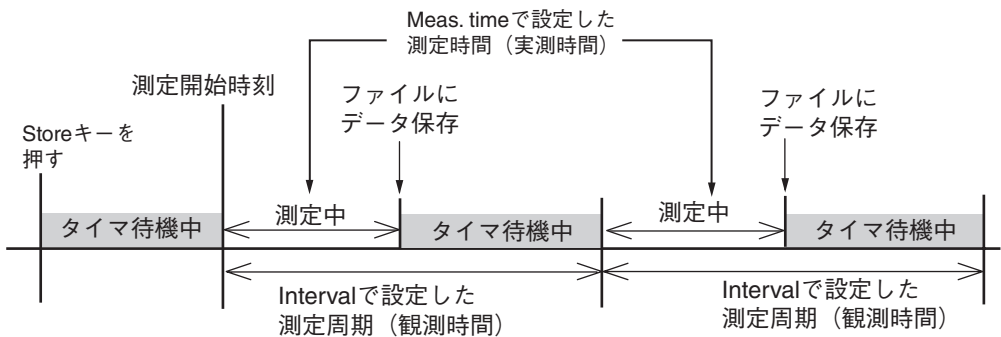 Meas. timeで設定した
測定時間（実測時間）
測定開始時刻
ファイルに
データ保存
ファイルに
データ保存
Storeキーを
押す
タイマ待機中
測定中
タイマ待機中
測定中
タイマ待機中
Intervalで設定した
測定周期（観測時間）
Intervalで設定した
測定周期（観測時間）